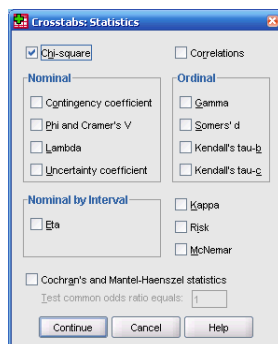 Crosstabs: Statistics
Chi-square
Correlations
Nominal
Contingency coefficient
Phi and Cramer's V
Lambda
Uncertainty coefficient
Ordinal
Gamma
Somers' d
Kendall's tau-b
Kendall's tau-c
Nominal by Interval
Eta
Kappa
Risk
McNemar
Cochran's and Mantel-Haenszel statistics
Test common odds ratio equals: 1
Continue Cancel Help